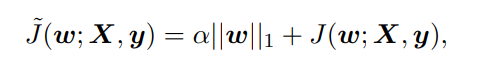 J̃(w; X, y) = α||w||₁ + J(w; X, y),